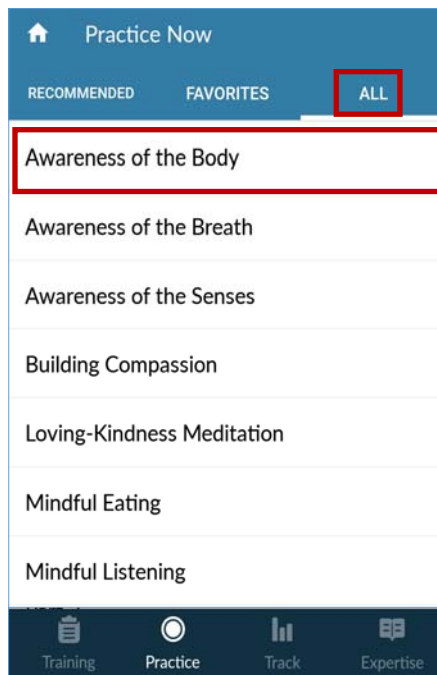 Practice Now
RECOMMENDED FAVORITES ALL
Awareness of the Body
Awareness of the Breath
Awareness of the Senses
Building Compassion
Loving-Kindness Meditation
Mindful Eating
Mindful Listening
Training Practice Track Expertise